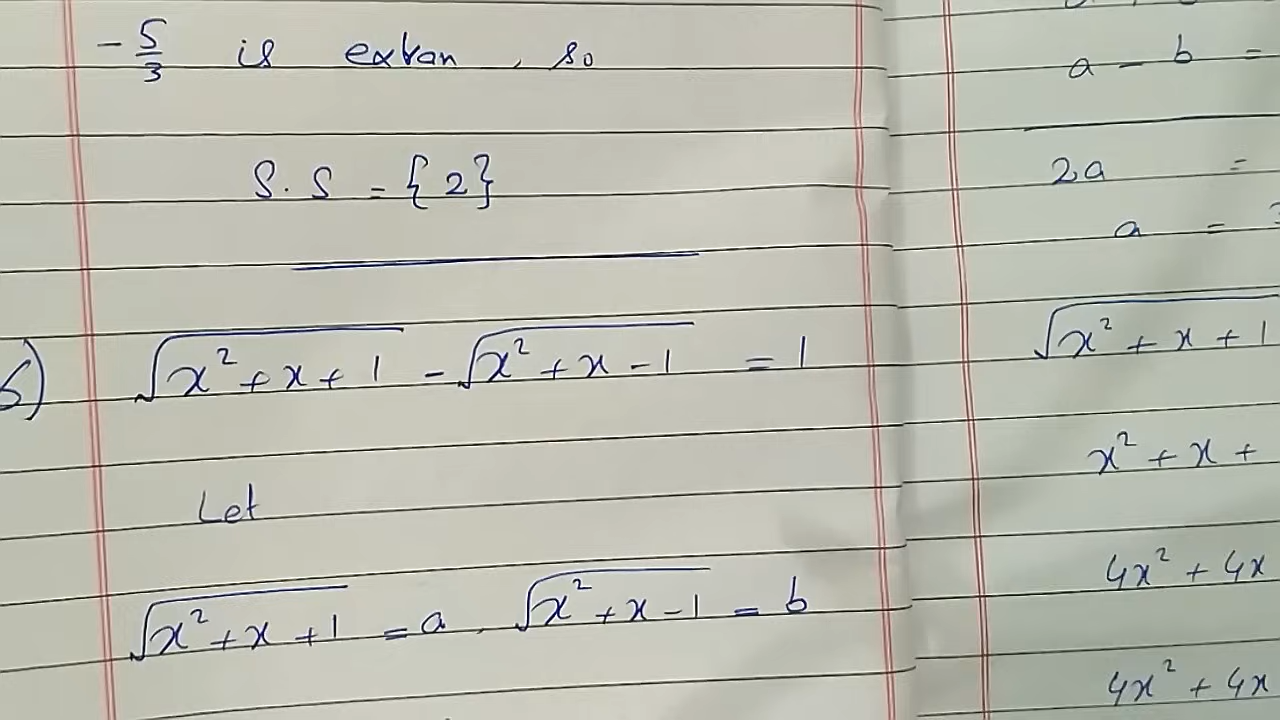 -5/3 is extran, so
S.S = {2}
√(x² + x + 1) - √(x² + x - 1) = 1
Let
√(x² + x + 1) = a, √(x² + x - 1) = b
a - b =
2a =
a =
√(x² + x + 1
x² + x +
4x² + 4x
4x² + 4x